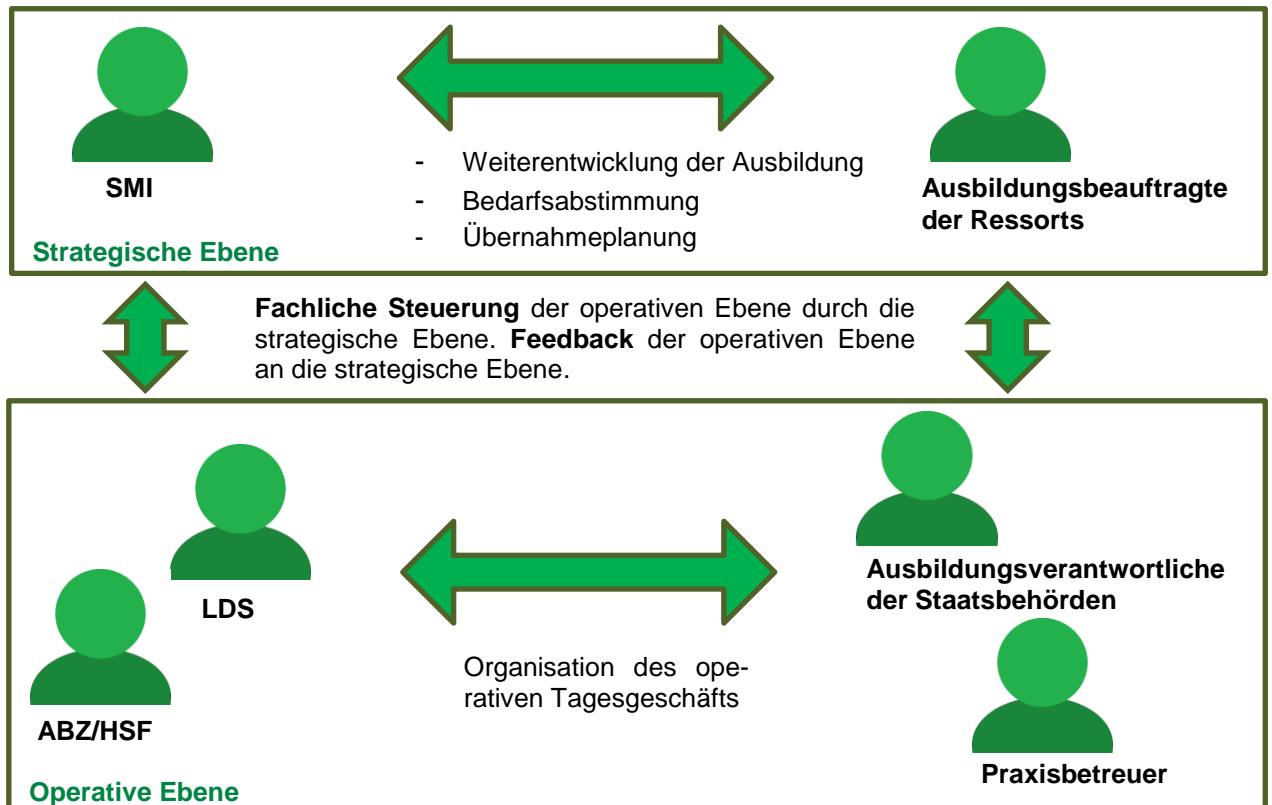 SMI
- Weiterentwicklung der Ausbildung
- Bedarfsabstimmung
- Übernahmeplanung
Ausbildungsbeauftragte
der Ressorts
Strategische Ebene
Fachliche Steuerung der operativen Ebene durch die
strategische Ebene. Feedback der operativen Ebene
an die strategische Ebene.
LDS
ABZ/HSF
Organisation des ope-
rativen Tagesgeschäfts
Ausbildungsverantwortliche
der Staatsbehörden
Praxisbetreuer
Operative Ebene